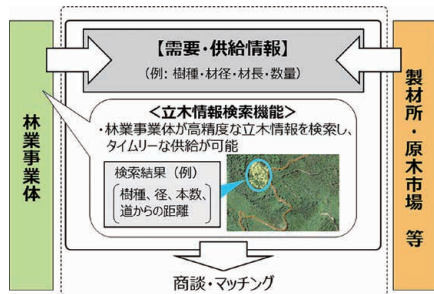 【需要・供給情報】
（例: 樹種・材径・材長・数量）
林業事業体
製材所・原木市場 等
＜立木情報検索機能＞
・林業事業体が高精度な立木情報を検索し、
タイムリーな供給が可能
検索結果（例）
樹種、径、本数、
道からの距離
商談・マッチング